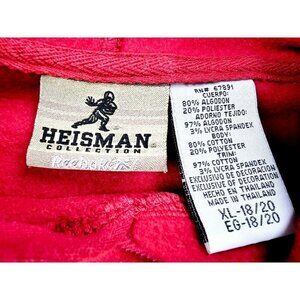 HEISMAN
COLLECTION
RN# 67891
CUERPO:
80% ALGODON
20% POLIESTER
ADORNO TEJIDO:
97% ALGODON
3% LYCRA SPANDEX
BODY:
80% COTTON
20% POLYESTER
TRIM:
97% COTTON
3% LYCRA SPANDEX
EXCLUSIVE OF DECORATION
EXCLUSIVO DE DECORACION
HECHO EN THAILAND
MADE IN THAILAND
XL-18/20
EG-18/20